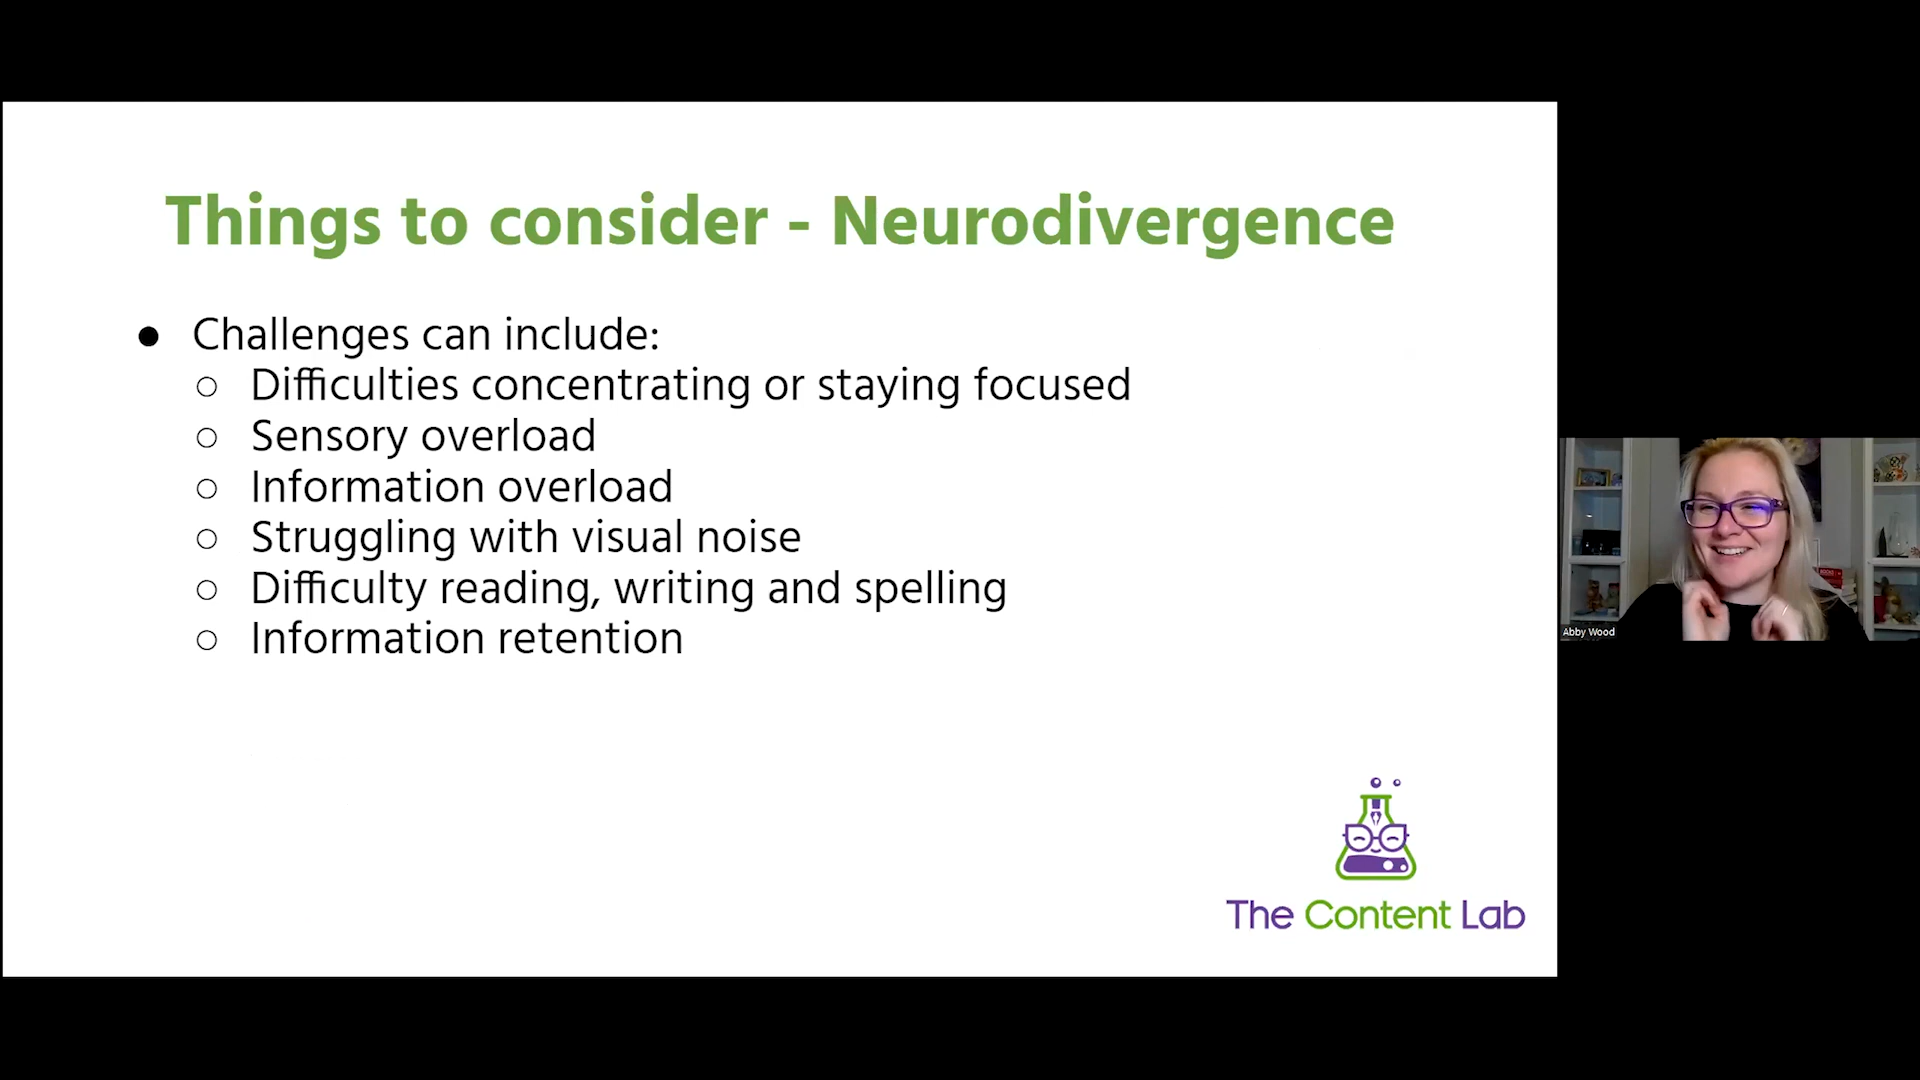 Things to consider - Neurodivergence
● Challenges can include:
○ Difficulties concentrating or staying focused
○ Sensory overload
○ Information overload
○ Struggling with visual noise
○ Difficulty reading, writing and spelling
○ Information retention
Abby Wood
The Content Lab